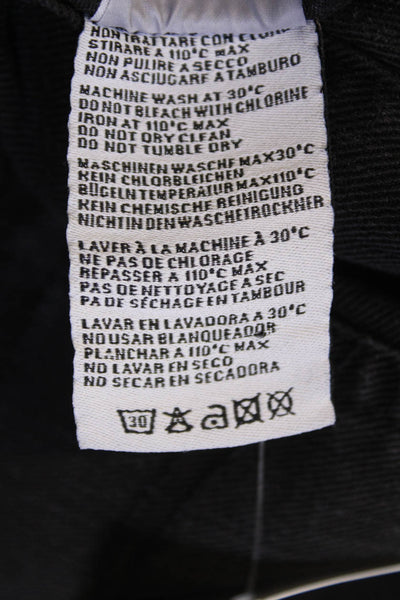 NON TRATTARE CON CLORO
STIRARE A 110°C MAX
NON PULIRE A SECCO
NON ASCIUGARE A TAMBURO
MACHINE WASH AT 30°C
DO NOT BLEACH WITH CHLORINE
IRON AT 110°C MAX
DO NOT DRY CLEAN
DO NOT TUMBLE DRY
MASCHINEN WASCHE MAX 30°C
KEIN CHLORBLEICHEN
BÜGELN TEMPERATUR MAX 110°C
KEIN CHEMISCHE REINIGUNG
NICHT IN DEN WASCHETROCKNER
LAVER À LA MACHINE À 30°C
NE PAS DE CHLORAGE
RÉPASSER A 110°C MAX
PAS DE NETTOYAGE A SEC
PA DE SÉCHAGE EN TAMBOUR
LAVAR EN LAVADORA A 30°C
NO USAR BLANQUEADOR
PLANCHAR A 110°C MAX
NO LAVAR EN SECO
NO SECAR EN SECADORA
30